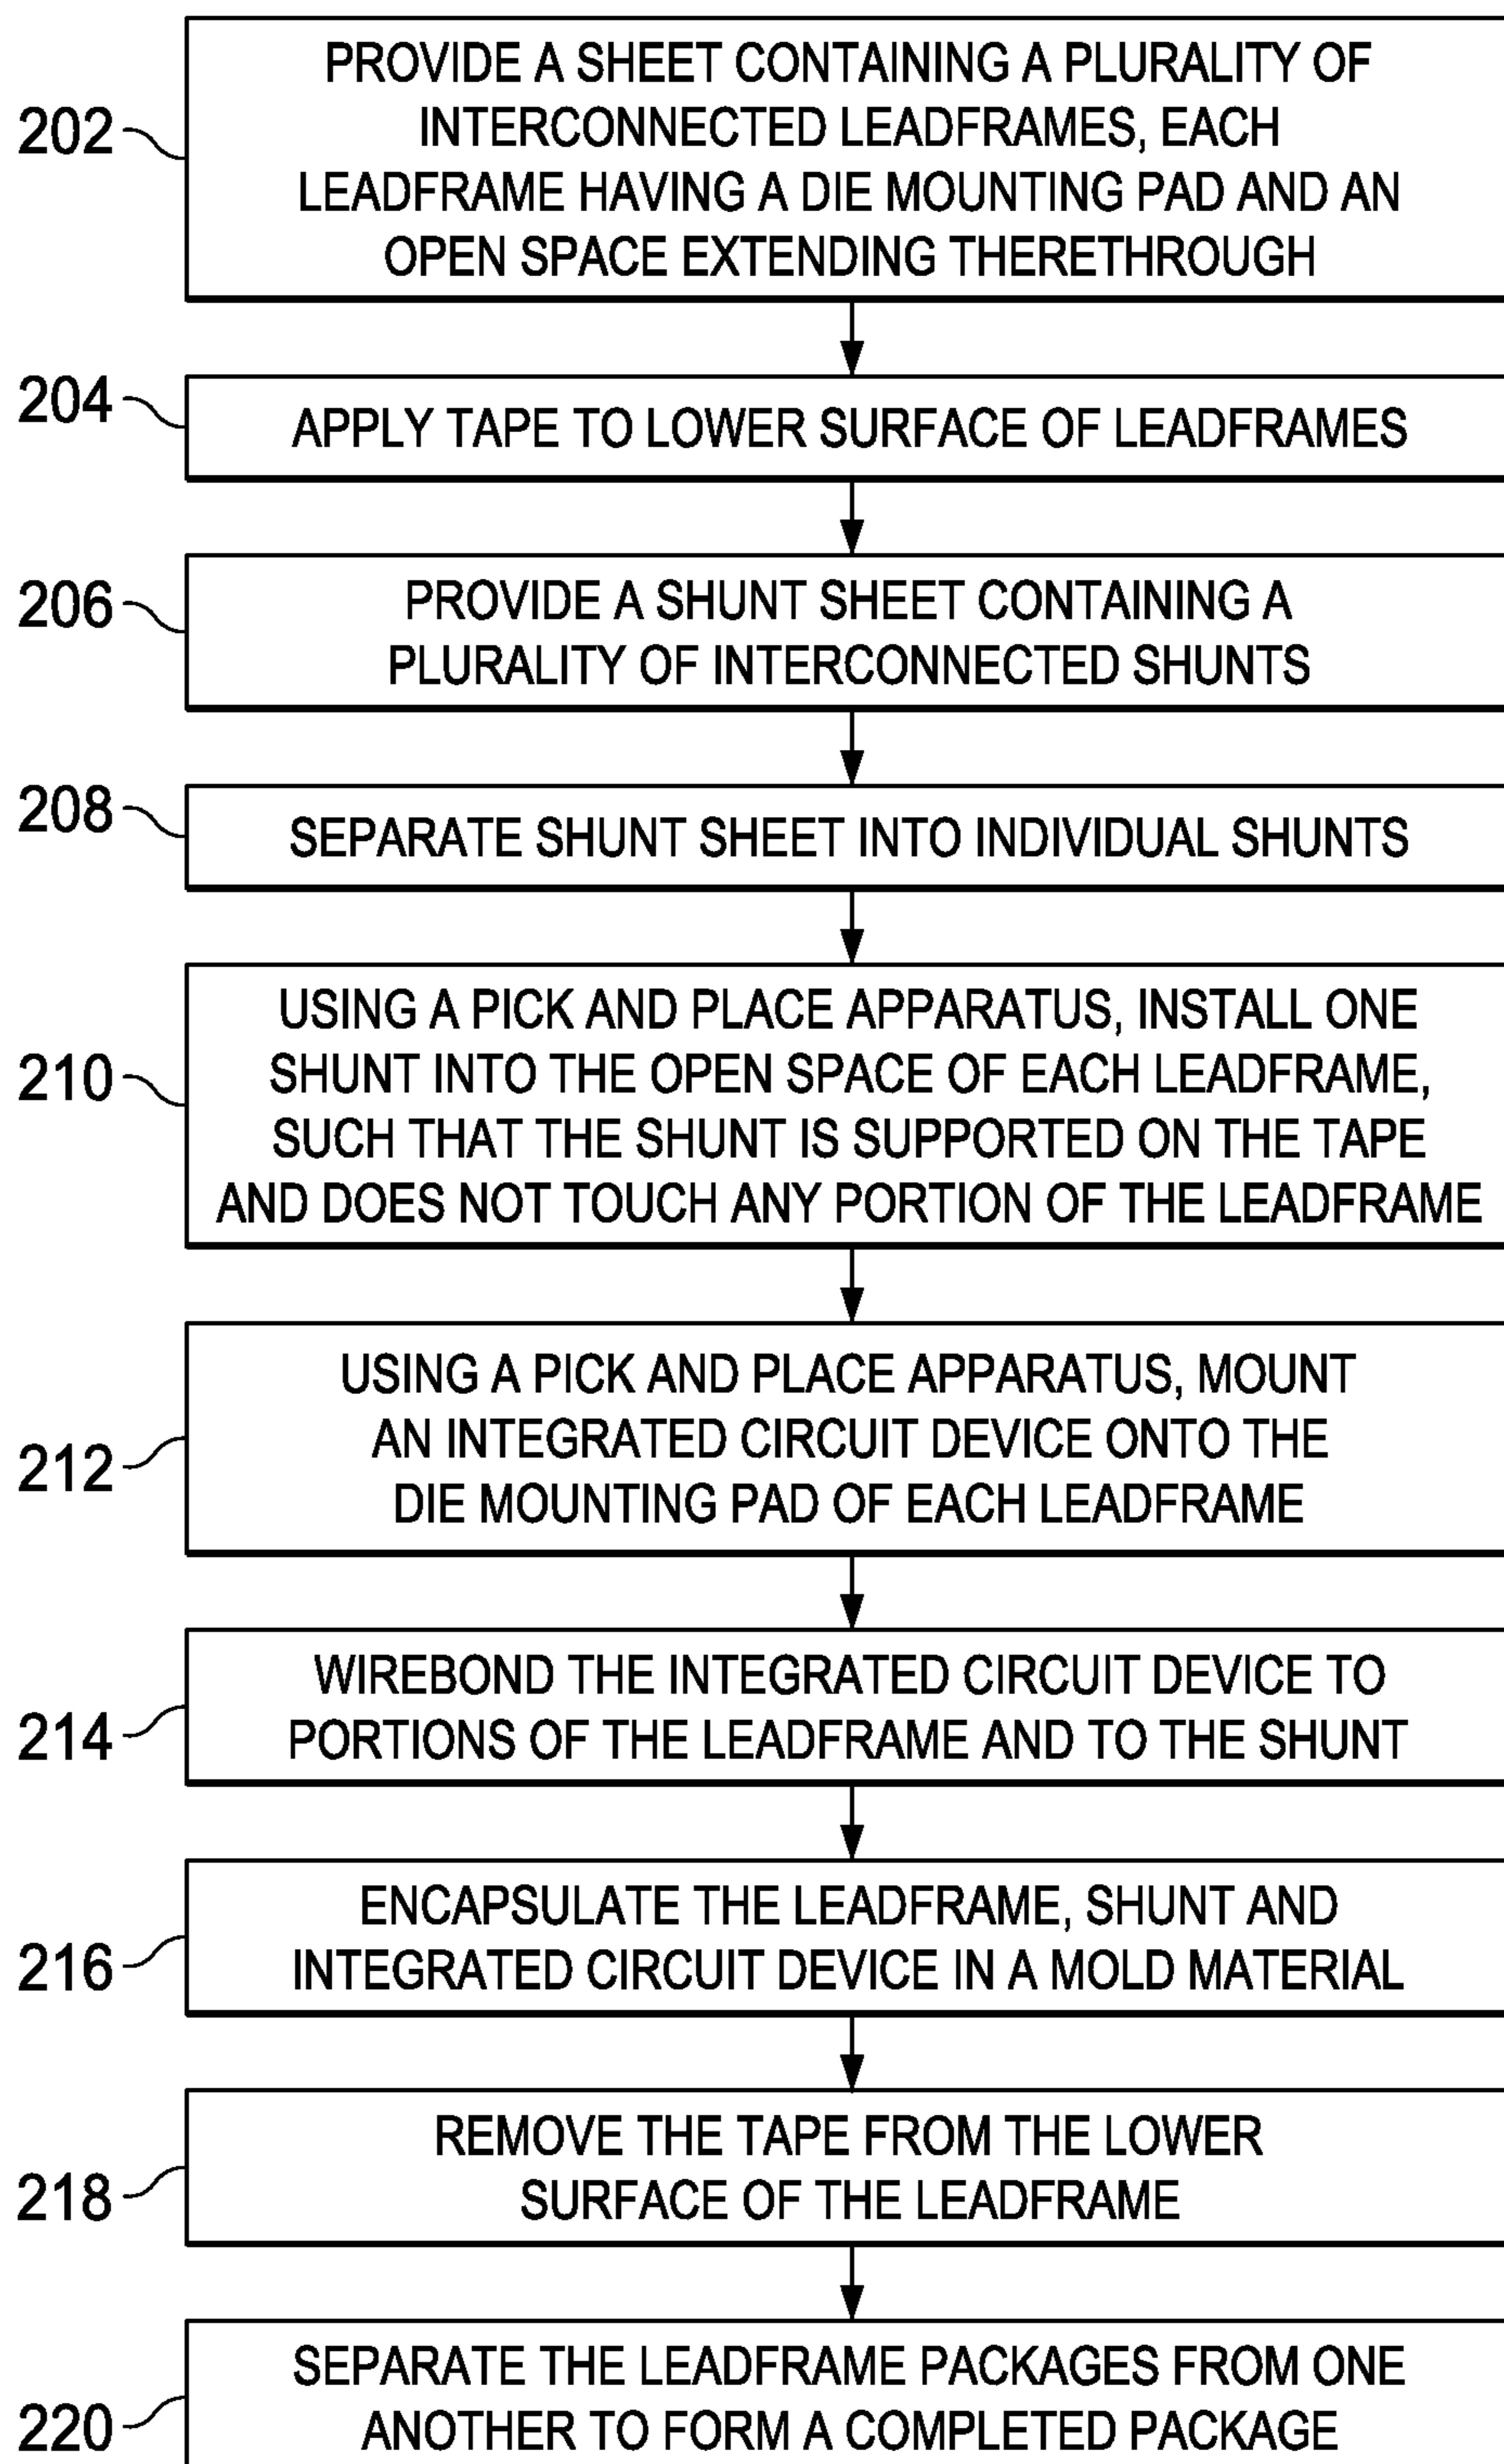 202
PROVIDE A SHEET CONTAINING A PLURALITY OF
INTERCONNECTED LEADFRAMES, EACH
LEADFRAME HAVING A DIE MOUNTING PAD AND AN
OPEN SPACE EXTENDING THERETHROUGH
204
APPLY TAPE TO LOWER SURFACE OF LEADFRAMES
206
PROVIDE A SHUNT SHEET CONTAINING A
PLURALITY OF INTERCONNECTED SHUNTS
208
SEPARATE SHUNT SHEET INTO INDIVIDUAL SHUNTS
210
USING A PICK AND PLACE APPARATUS, INSTALL ONE
SHUNT INTO THE OPEN SPACE OF EACH LEADFRAME,
SUCH THAT THE SHUNT IS SUPPORTED ON THE TAPE
AND DOES NOT TOUCH ANY PORTION OF THE LEADFRAME
212
USING A PICK AND PLACE APPARATUS, MOUNT
AN INTEGRATED CIRCUIT DEVICE ONTO THE
DIE MOUNTING PAD OF EACH LEADFRAME
214
WIREBOND THE INTEGRATED CIRCUIT DEVICE TO
PORTIONS OF THE LEADFRAME AND TO THE SHUNT
216
ENCAPSULATE THE LEADFRAME, SHUNT AND
INTEGRATED CIRCUIT DEVICE IN A MOLD MATERIAL
218
REMOVE THE TAPE FROM THE LOWER
SURFACE OF THE LEADFRAME
220
SEPARATE THE LEADFRAME PACKAGES FROM ONE
ANOTHER TO FORM A COMPLETED PACKAGE